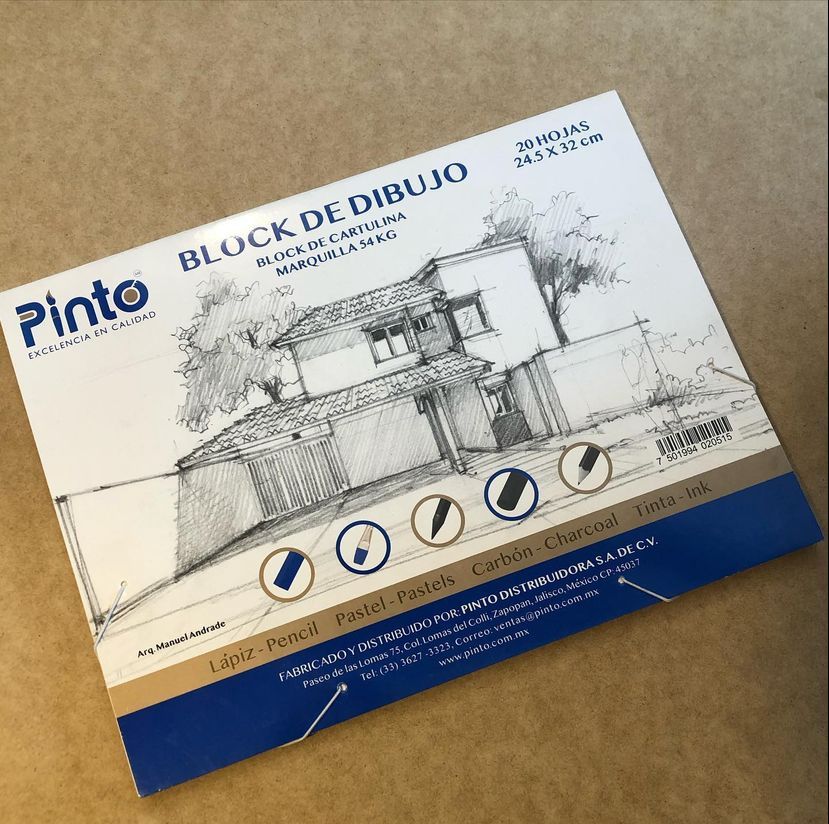 20 HOJAS
24.5 X 32 cm
BLOCK DE DIBUJO
BLOCK DE CARTULINA
MARQUILLA 54 KG
Pinto
EXCELENCIA EN CALIDAD
7 501994 020515
Arq. Manuel Andrade
Lápiz - Pencil Pastel - Pastels Carbón - Charcoal Tinta - Ink
FABRICADO Y DISTRIBUIDO POR: PINTO DISTRIBUIDORA S.A. DE C.V.
Paseo de las Lomas 75, Col. Lomas del Colli, Zapopan, Jalisco, México CP. 45037
Tel: (33) 3627 -3323, Correo: ventas@pinto.com.mx
www.pinto.com.mx